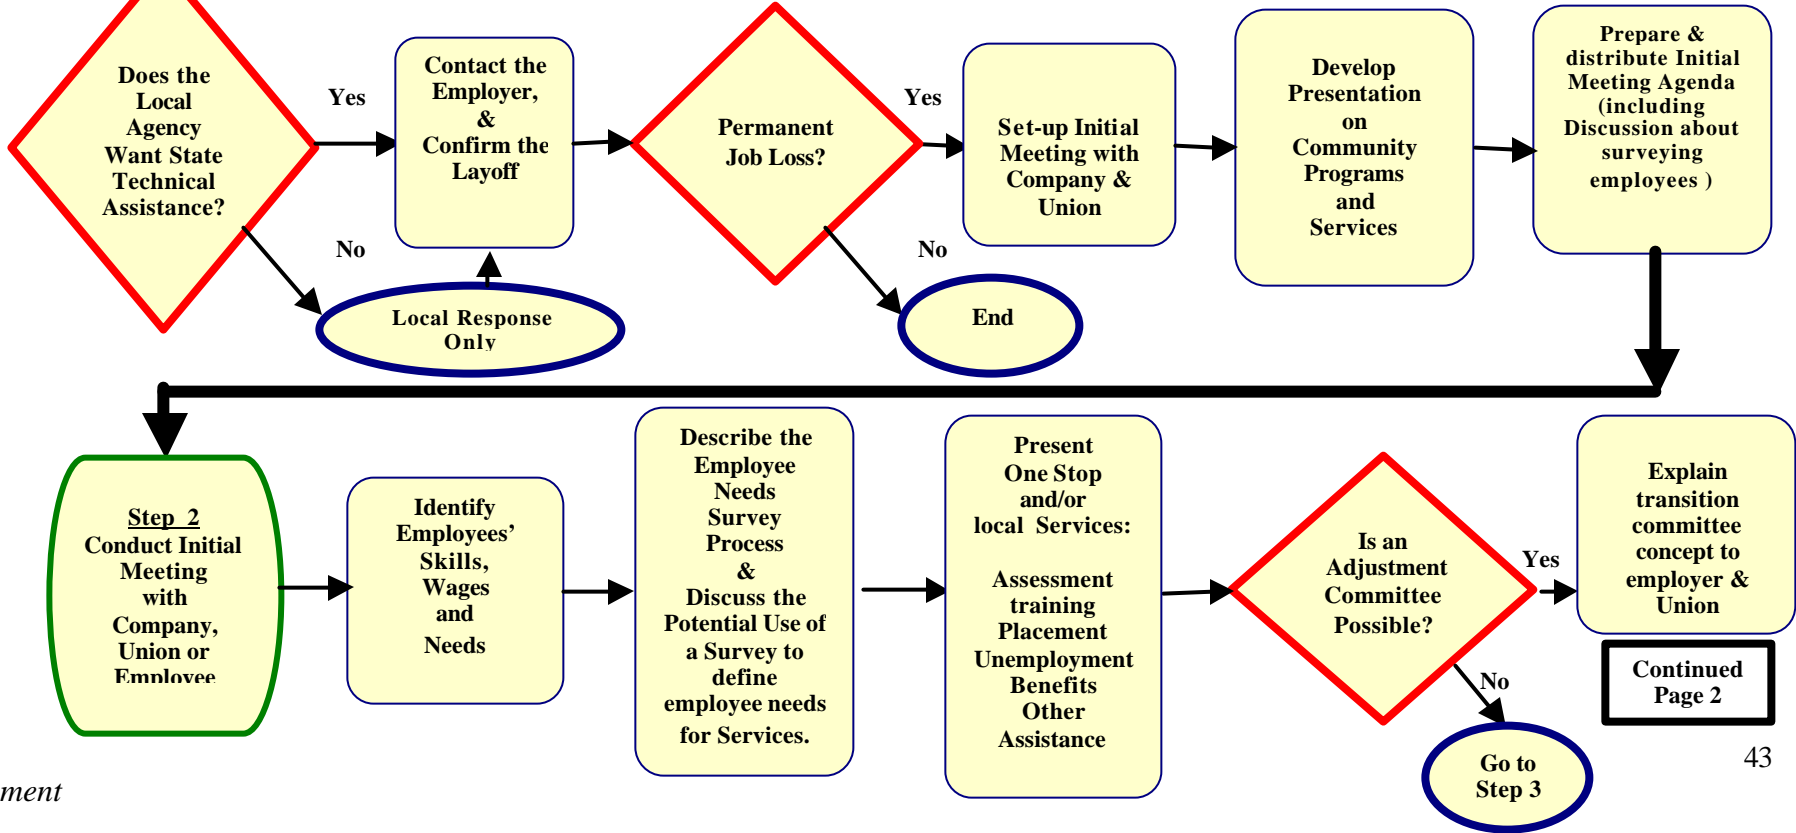 Does the
Local
Agency
Want State
Technical
Assistance?
Yes
No
Contact the
Employer,
&
Confirm the
Layoff
Local Response
Only
Permanent
Job Loss?
Yes
No
End
Set-up Initial
Meeting with
Company &
Union
Develop
Presentation
on
Community
Programs
and
Services
Prepare &
distribute Initial
Meeting Agenda
(including
Discussion about
surveying
employees )
Step 2
Conduct Initial
Meeting
with
Company,
Union or
Employee
Identify
Employees’
Skills,
Wages
and
Needs
Describe the
Employee
Needs
Survey
Process
&
Discuss the
Potential Use of
a Survey to
define
employee needs
for Services.
Present
One Stop
and/or
local Services:
Assessment
training
Placement
Unemployment
Benefits
Other
Assistance
Is an
Adjustment
Committee
Possible?
Yes
No
Go to
Step 3
Explain
transition
committee
concept to
employer &
Union
Continued
Page 2
43
ment